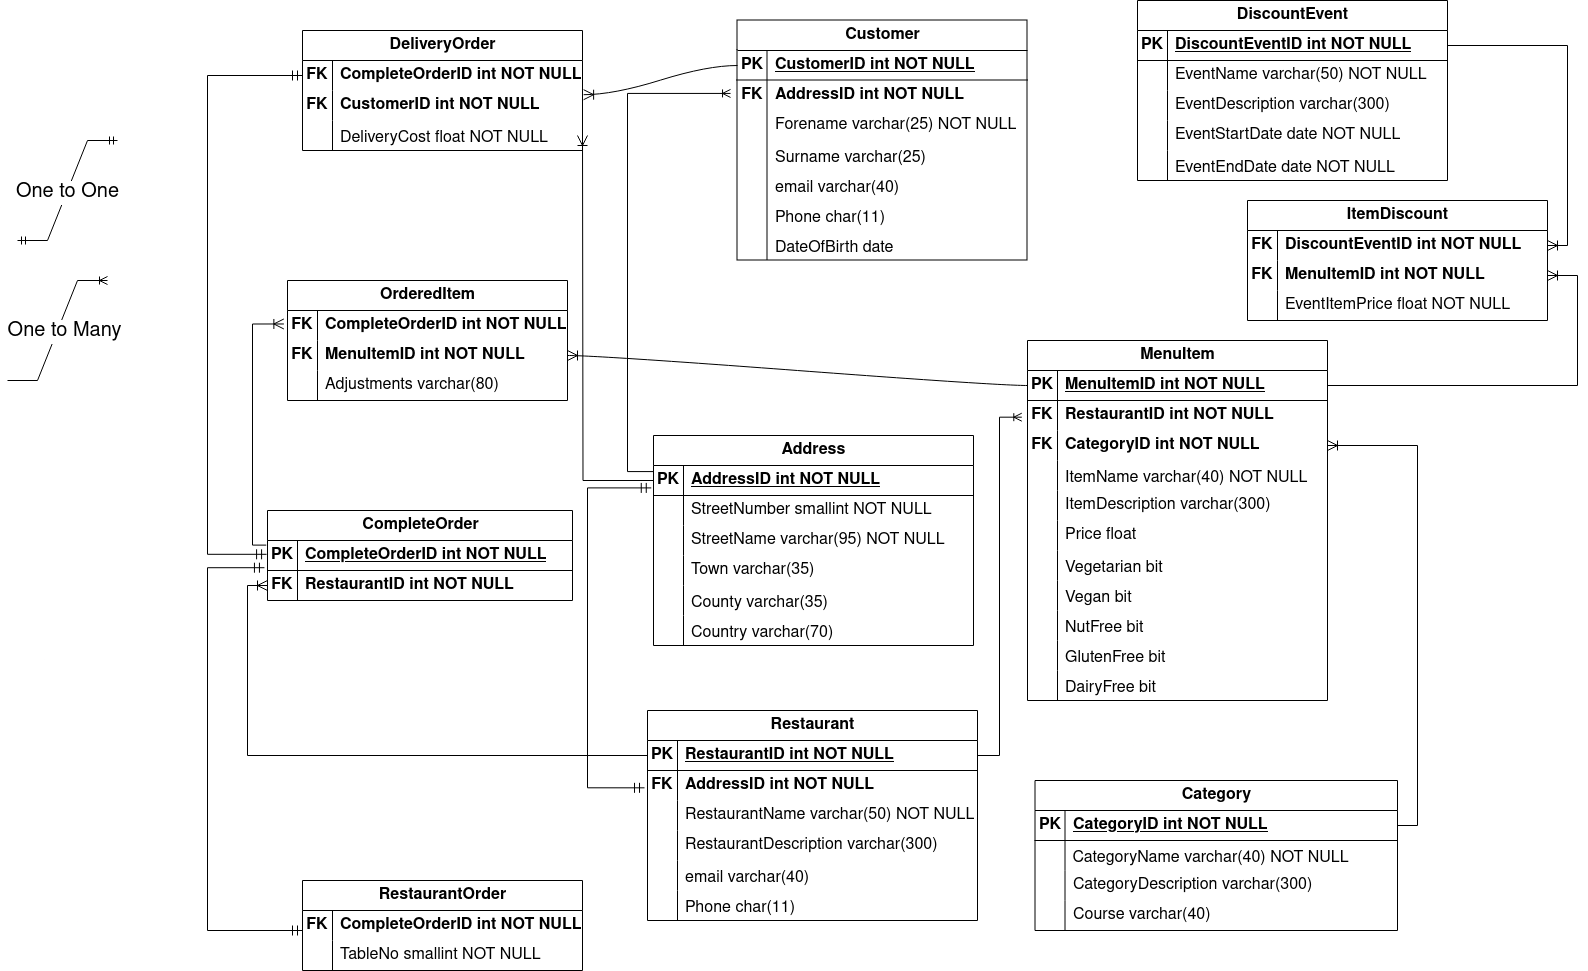 One to One
One to Many
DeliveryOrder
FK CompleteOrderID int NOT NULL
FK CustomerID int NOT NULL
DeliveryCost float NOT NULL
Customer
PK CustomerID int NOT NULL
FK AddressID int NOT NULL
Forename varchar(25) NOT NULL
Surname varchar(25)
email varchar(40)
Phone char(11)
DateOfBirth date
DiscountEvent
PK DiscountEventID int NOT NULL
EventName varchar(50) NOT NULL
EventDescription varchar(300)
EventStartDate date NOT NULL
EventEndDate date NOT NULL
ItemDiscount
FK DiscountEventID int NOT NULL
FK MenuItemID int NOT NULL
EventItemPrice float NOT NULL
OrderedItem
FK CompleteOrderID int NOT NULL
FK MenuItemID int NOT NULL
Adjustments varchar(80)
MenuItem
PK MenuItemID int NOT NULL
FK RestaurantID int NOT NULL
FK CategoryID int NOT NULL
ItemName varchar(40) NOT NULL
ItemDescription varchar(300)
Price float
Vegetarian bit
Vegan bit
NutFree bit
GlutenFree bit
DairyFree bit
Address
PK AddressID int NOT NULL
StreetNumber smallint NOT NULL
StreetName varchar(95) NOT NULL
Town varchar(35)
County varchar(35)
Country varchar(70)
CompleteOrder
PK CompleteOrderID int NOT NULL
FK RestaurantID int NOT NULL
Restaurant
PK RestaurantID int NOT NULL
FK AddressID int NOT NULL
RestaurantName varchar(50) NOT NULL
RestaurantDescription varchar(300)
email varchar(40)
Phone char(11)
Category
PK CategoryID int NOT NULL
CategoryName varchar(40) NOT NULL
CategoryDescription varchar(300)
Course varchar(40)
RestaurantOrder
FK CompleteOrderID int NOT NULL
TableNo smallint NOT NULL